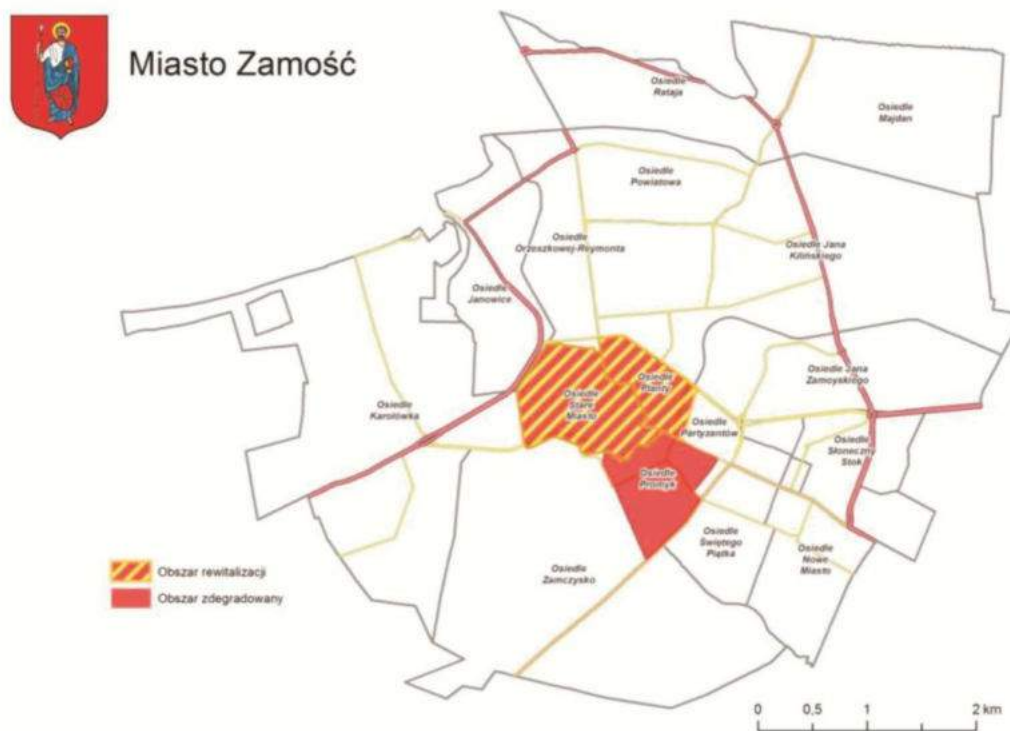 Miasto Zamość
Osiedle
Rataja
Osiedle
Majdan
Osiedle
Powiatowa
Osiedle
Orzeszkowej-Reymonta
Osiedle Jana
Kilińskiego
Osiedle
Janowice
Osiedle
Planty
Osiedle Jana
Zamoyskiego
Osiedle
Stare
Miasto
Osiedle
Karolówka
Osiedle
Partyzantów
Osiedle
Słoneczny
Stok
Osiedle
Promyk
Osiedle
Świętego
Piątka
Osiedle
Nowe
Miasto
Osiedle
Zamczysko
Obszar rewitalizacji
Obszar zdegradowany
0 0,5 1 2 km